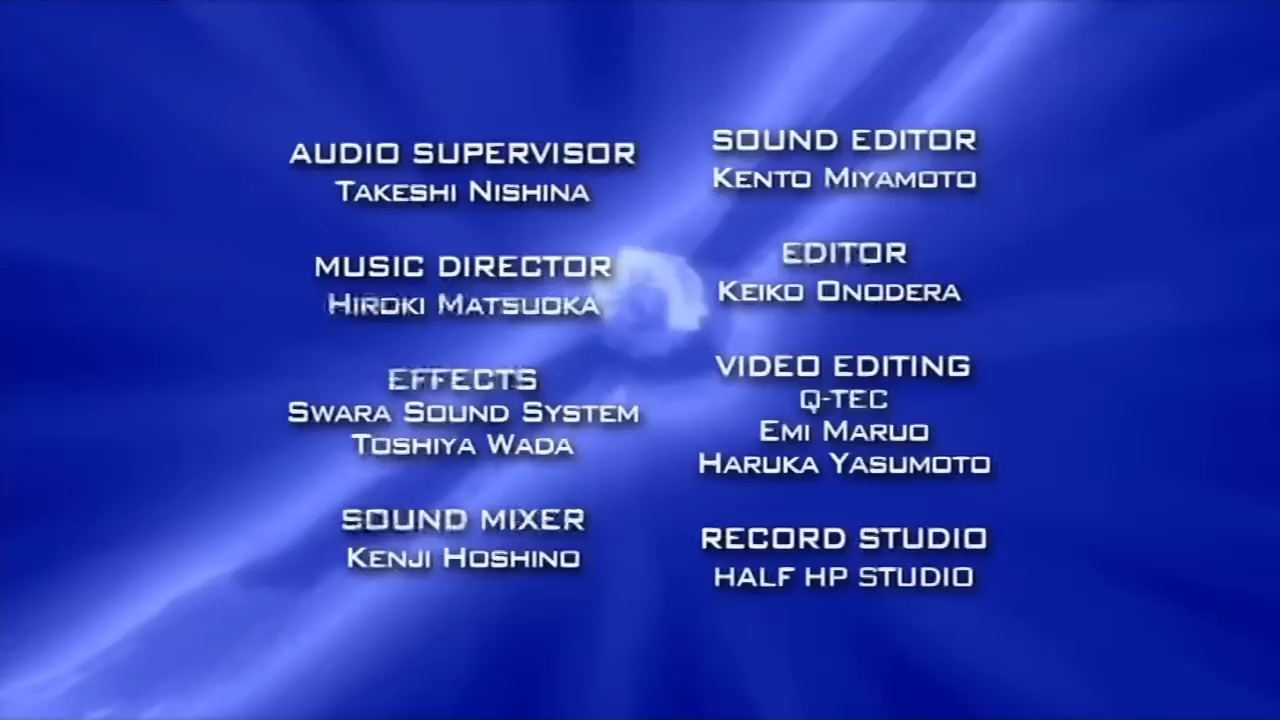 AUDIO SUPERVISOR
TAKESHI NISHINA
MUSIC DIRECTOR
HIROKI MATSUOKA
EFFECTS
SWARA SOUND SYSTEM
TOSHIYA WADA
SOUND MIXER
KENJI HOSHINO
SOUND EDITOR
KENTO MIYAMOTO
EDITOR
KEIKO ONODERA
VIDEO EDITING
Q-TEC
EMI MARUO
HARUKA YASUMOTO
RECORD STUDIO
HALF HP STUDIO